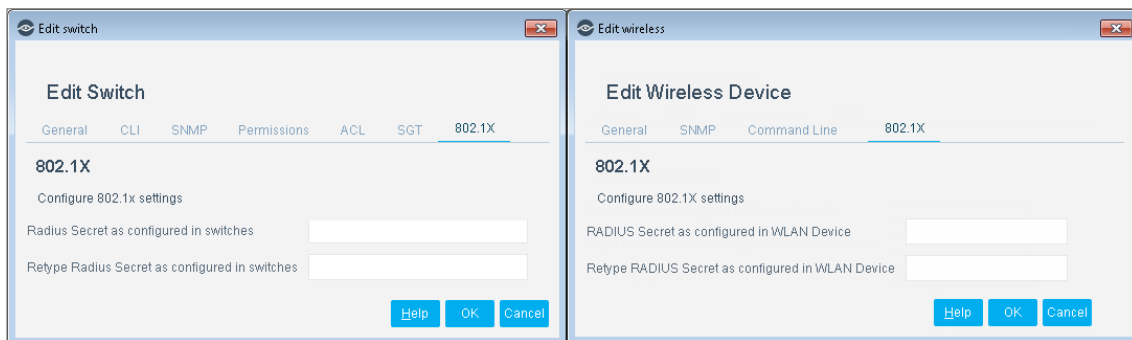 Edit switch
Edit Switch
General CLI SNMP Permissions ACL SGT 802.1X
802.1X
Configure 802.1x settings
Radius Secret as configured in switches
Retype Radius Secret as configured in switches
Help OK Cancel
Edit wireless
Edit Wireless Device
General SNMP Command Line 802.1X
802.1X
Configure 802.1X settings
RADIUS Secret as configured in WLAN Device
Retype RADIUS Secret as configured in WLAN Device
Help OK Cancel